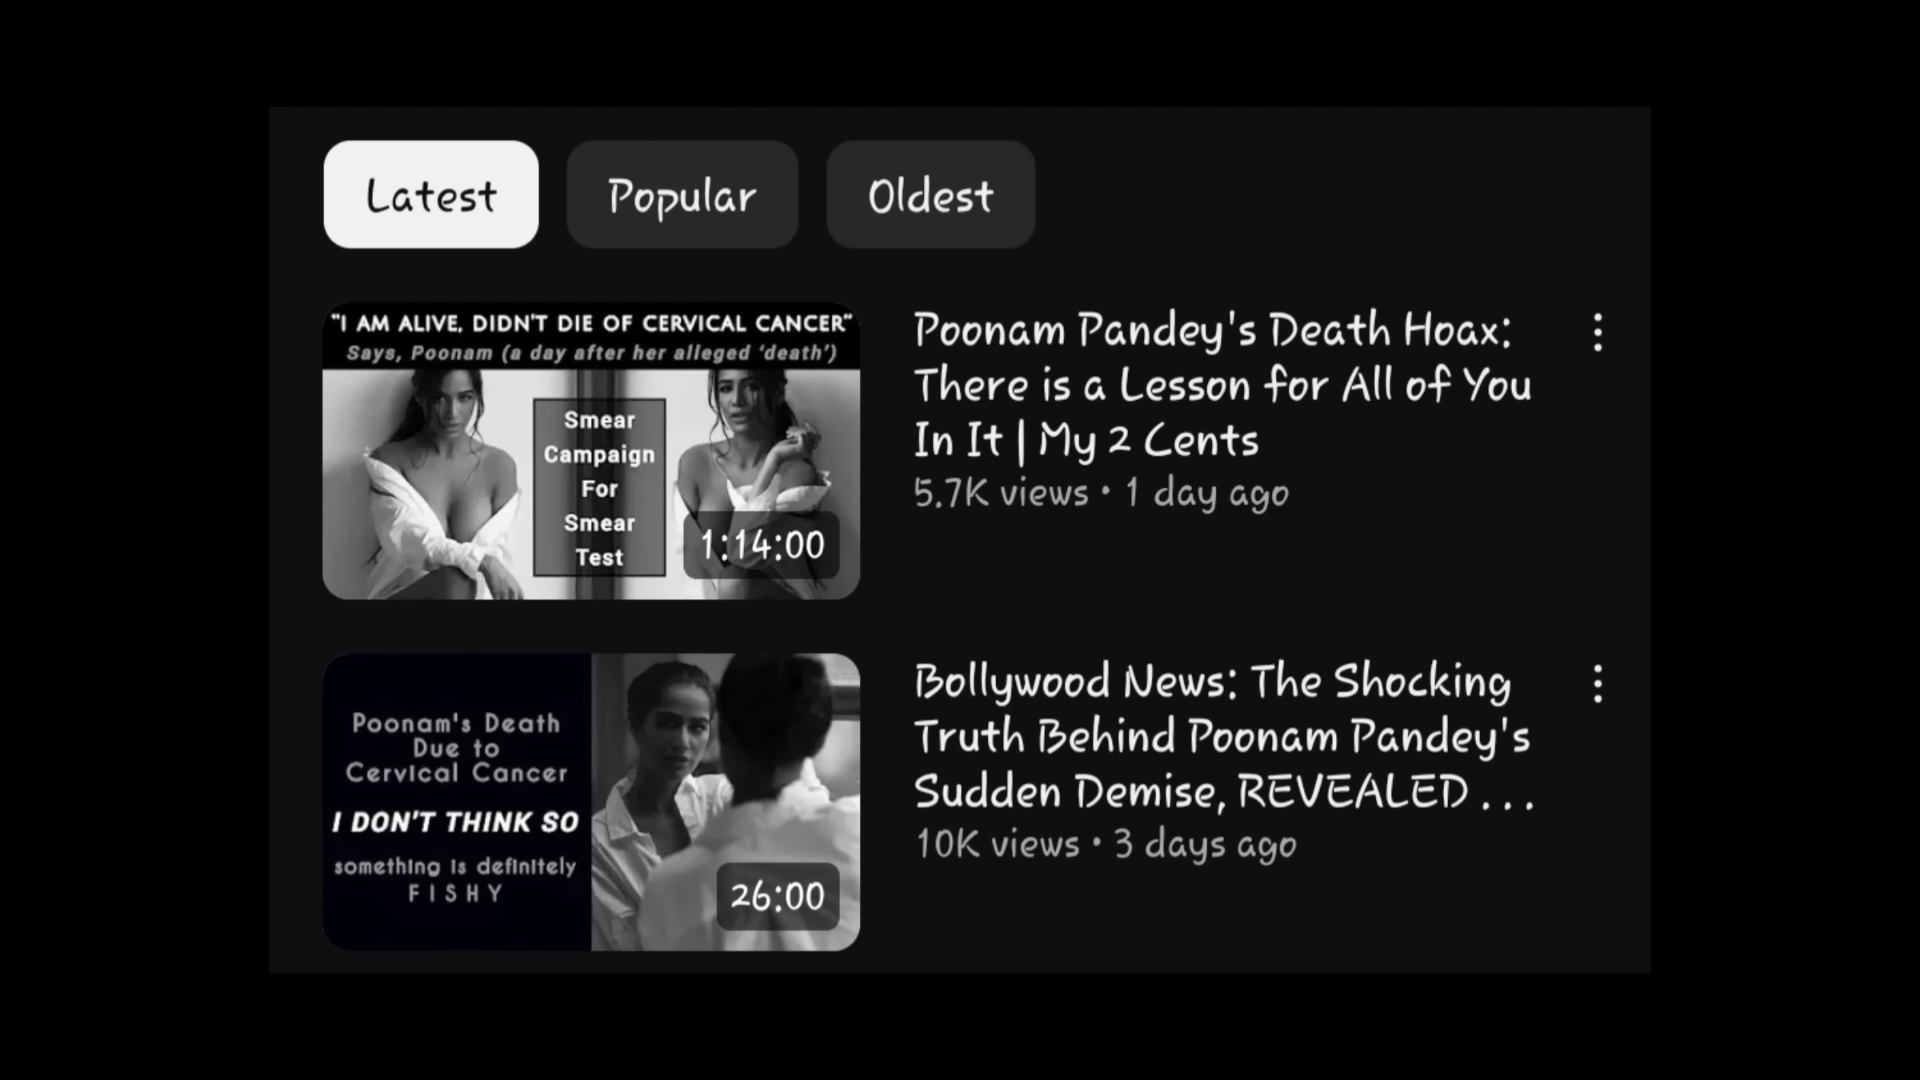 Latest
Popular
Oldest
"I AM ALIVE, DIDN'T DIE OF CERVICAL CANCER"
Says, Poonam (a day after her alleged 'death')
Smear
Campaign
For
Smear
Test
1:14:00
Poonam Pandey's Death Hoax:
There is a Lesson for All of You
In It | My 2 Cents
5.7K views • 1 day ago
Poonam's Death
Due to
Cervical Cancer
I DON'T THINK SO
something is definitely
FISHY
26:00
Bollywood News: The Shocking
Truth Behind Poonam Pandey's
Sudden Demise, REVEALED . . .
10K views • 3 days ago